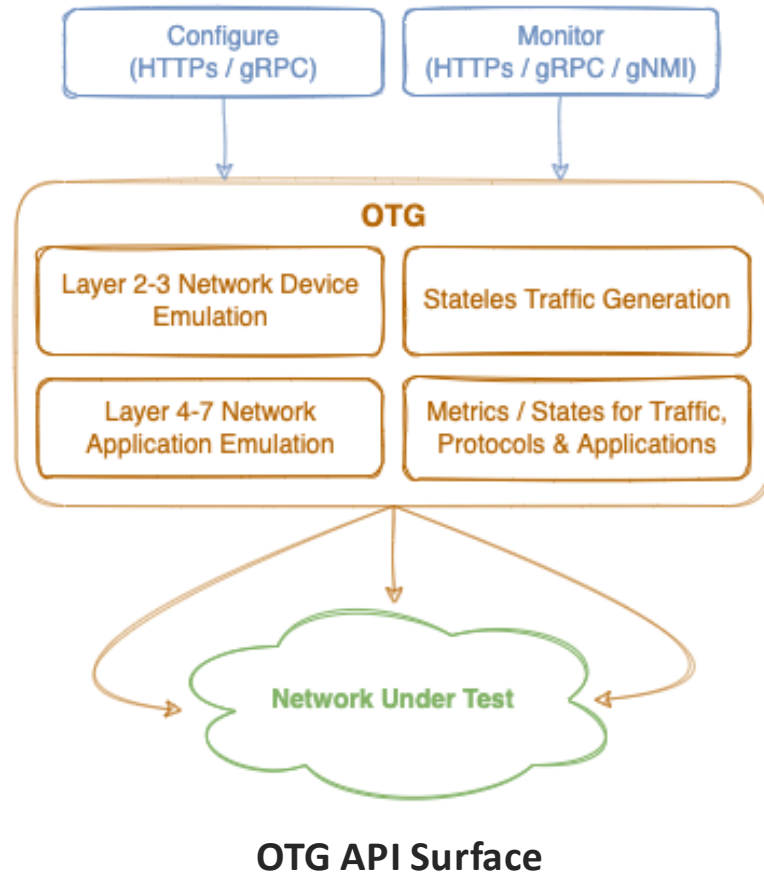 Configure
(HTTPs / gRPC)
Monitor
(HTTPs / gRPC / gNMI)
OTG
Layer 2-3 Network Device
Emulation
Stateles Traffic Generation
Layer 4-7 Network
Application Emulation
Metrics / States for Traffic,
Protocols & Applications
Network Under Test
OTG API Surface